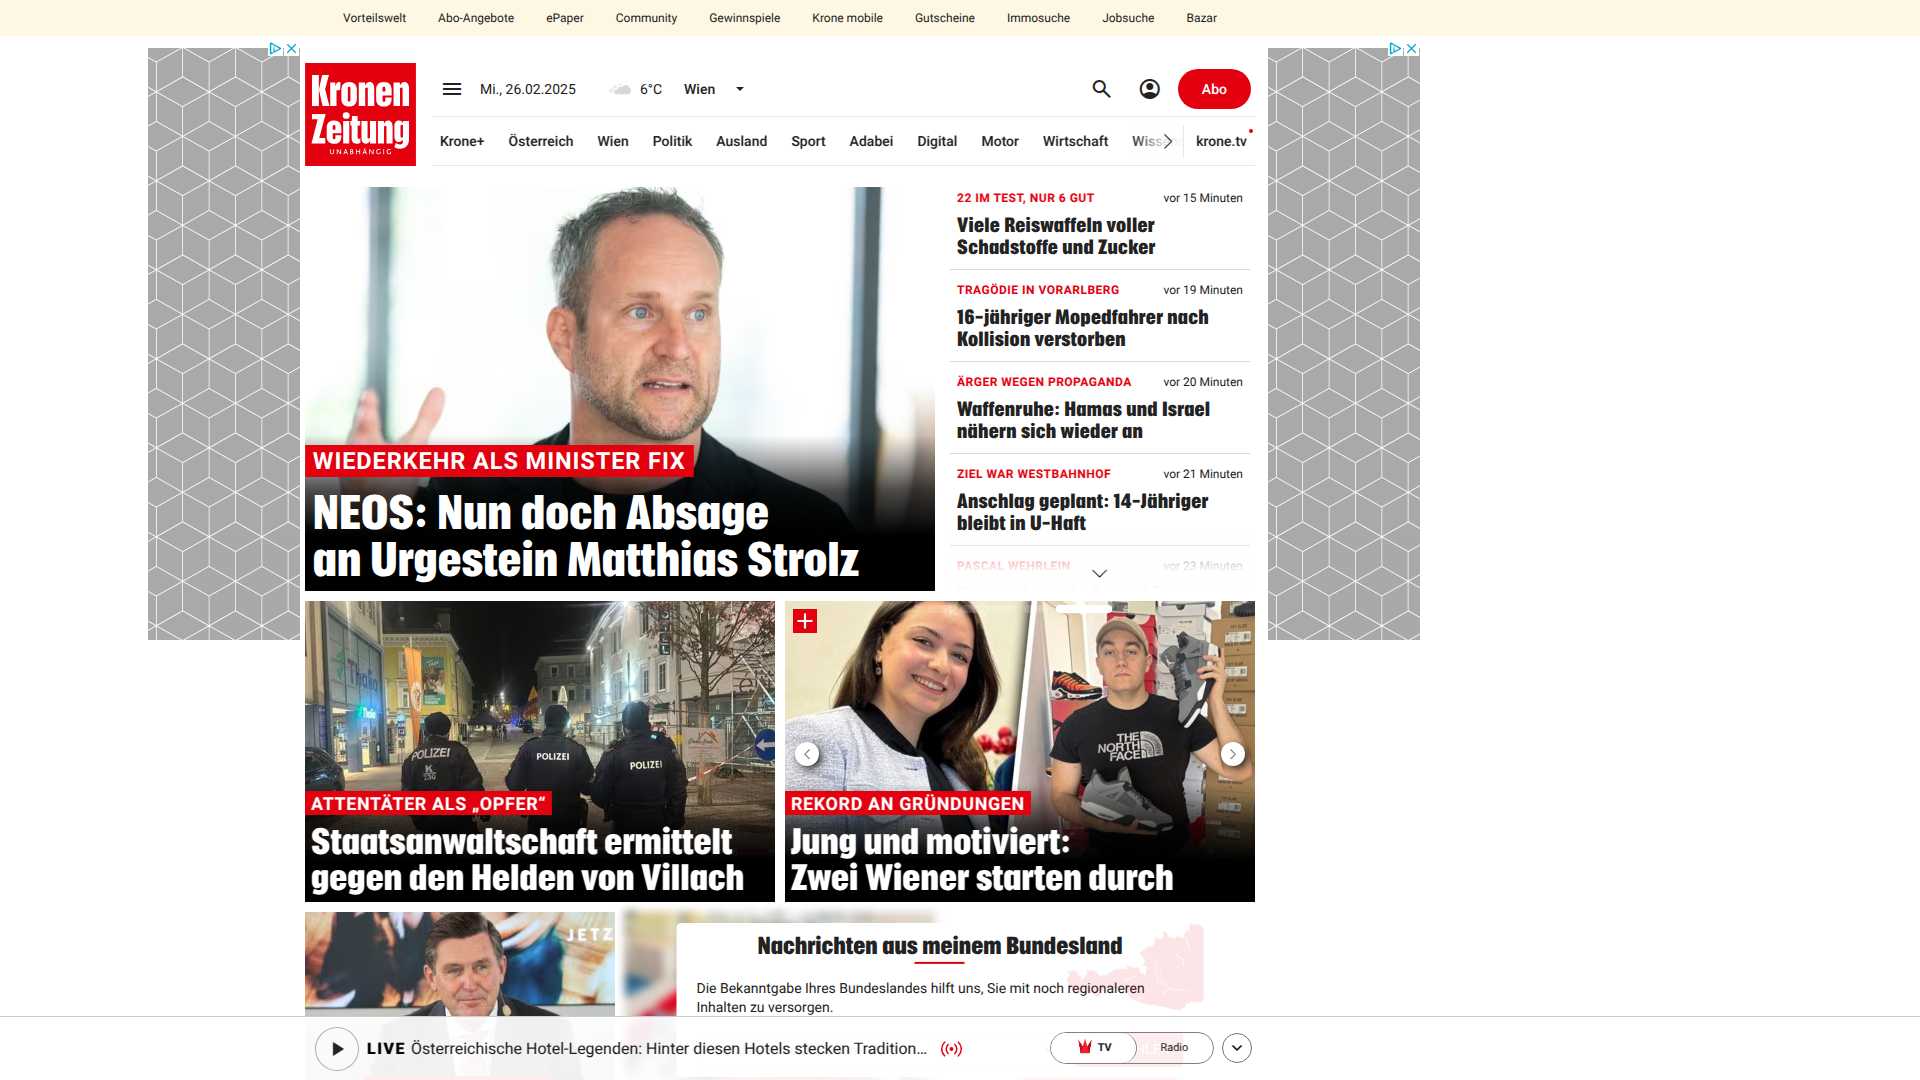 Vorteilswelt Abo-Angebote ePaper Community Gewinnspiele Krone mobile Gutscheine Immosuche Jobsuche Bazar
Kronen
Zeitung
UNABHÄNGIG
Mi., 26.02.2025 6°C Wien
Abo
Krone+ Österreich Wien Politik Ausland Sport Adabei Digital Motor Wirtschaft krone.tv
WIEDERKEHR ALS MINISTER FIX
NEOS: Nun doch Absage
an Urgestein Matthias Strolz
22 IM TEST, NUR 6 GUT vor 15 Minuten
Viele Reiswaffeln voller
Schadstoffe und Zucker
TRAGÖDIE IN VORARLBERG vor 19 Minuten
16-jähriger Mopedfahrer nach
Kollision verstorben
ÄRGER WEGEN PROPAGANDA vor 20 Minuten
Waffenruhe: Hamas und Israel
nähern sich wieder an
ZIEL WAR WESTBAHNHOF vor 21 Minuten
Anschlag geplant: 14-Jähriger
bleibt in U-Haft
PASCAL WEHRLEIN vor 23 Minuten
POLIZEI
POLIZEI
POLIZEI
ATTENTÄTER ALS „OPFER“
Staatsanwaltschaft ermittelt
gegen den Helden von Villach
THE
NORTH
FACE
REKORD AN GRÜNDUNGEN
Jung und motiviert:
Zwei Wiener starten durch
JETZ
Nachrichten aus meinem Bundesland
Die Bekanntgabe Ihres Bundeslandes hilft uns, Sie mit noch regionaleren
Inhalten zu versorgen.
LIVE Österreichische Hotel-Legenden: Hinter diesen Hotels stecken Tradition...
TV Radio